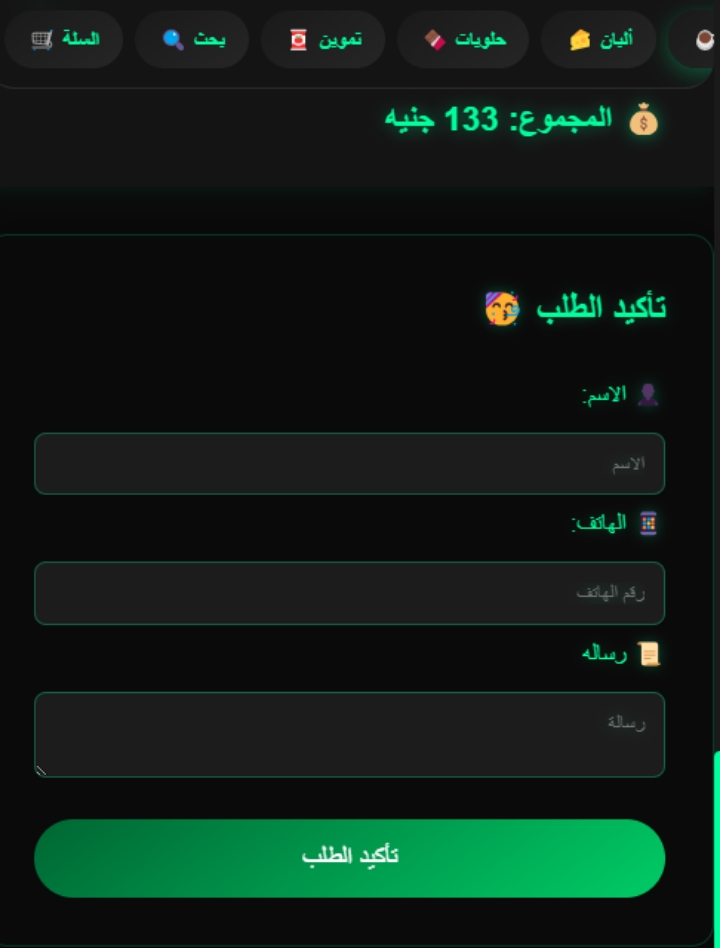 ألبان
حلويات
تموين
بحث
السلة
المجموع: 133 جنيه
تأكيد الطلب
الاسم:
الاسم
الهاتف:
رقم الهاتف
رساله
رسالة
تأكيد الطلب